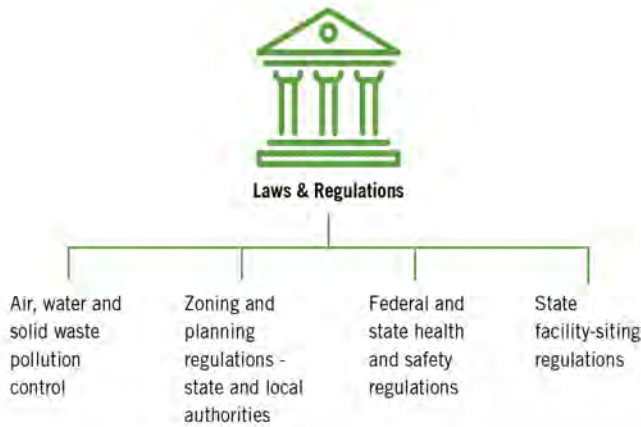 Laws & Regulations
Air, water and
solid waste
pollution
control
Zoning and
planning
regulations -
state and local
authorities
Federal and
state health
and safety
regulations
State
facility-siting
regulations